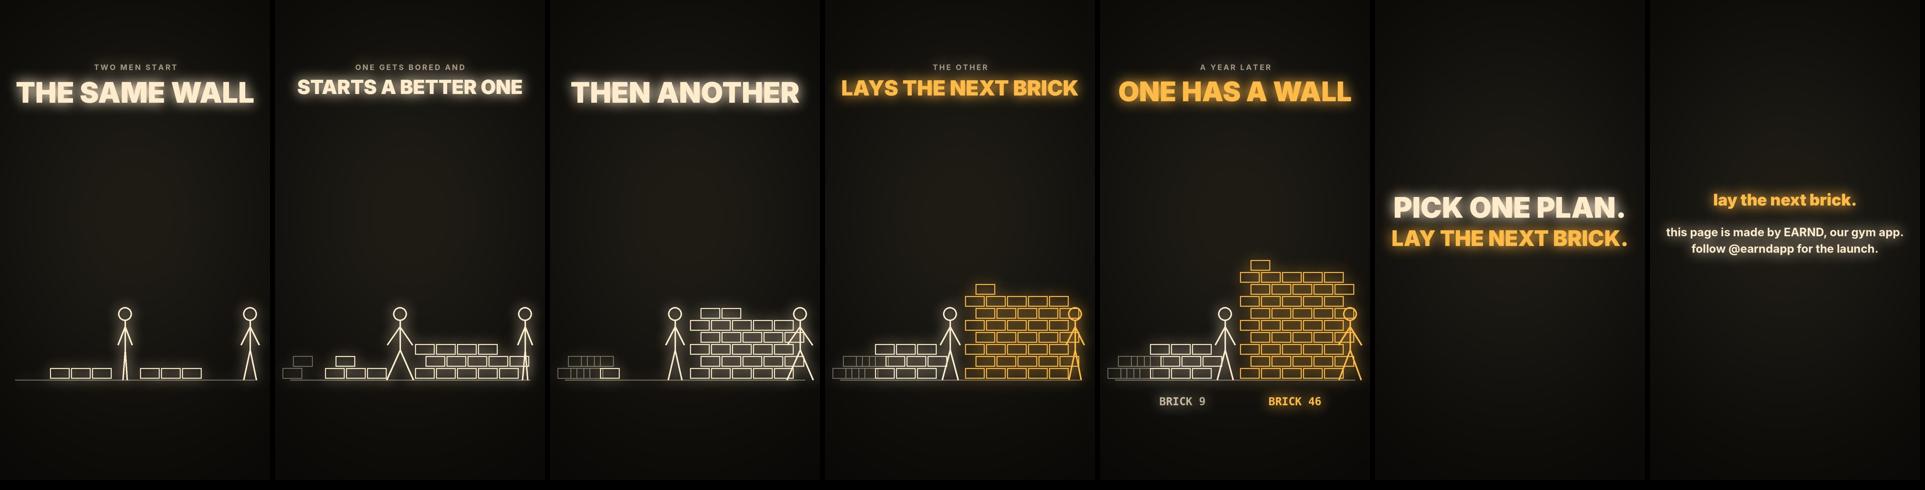 TWO MEN START
THE SAME WALL
ONE GETS BORED AND
STARTS A BETTER ONE
THEN ANOTHER
THE OTHER
LAYS THE NEXT BRICK
A YEAR LATER
ONE HAS A WALL
BRICK 9
BRICK 46
PICK ONE PLAN.
LAY THE NEXT BRICK.
lay the next brick.
this page is made by EARND, our gym app.
follow @earndapp for the launch.